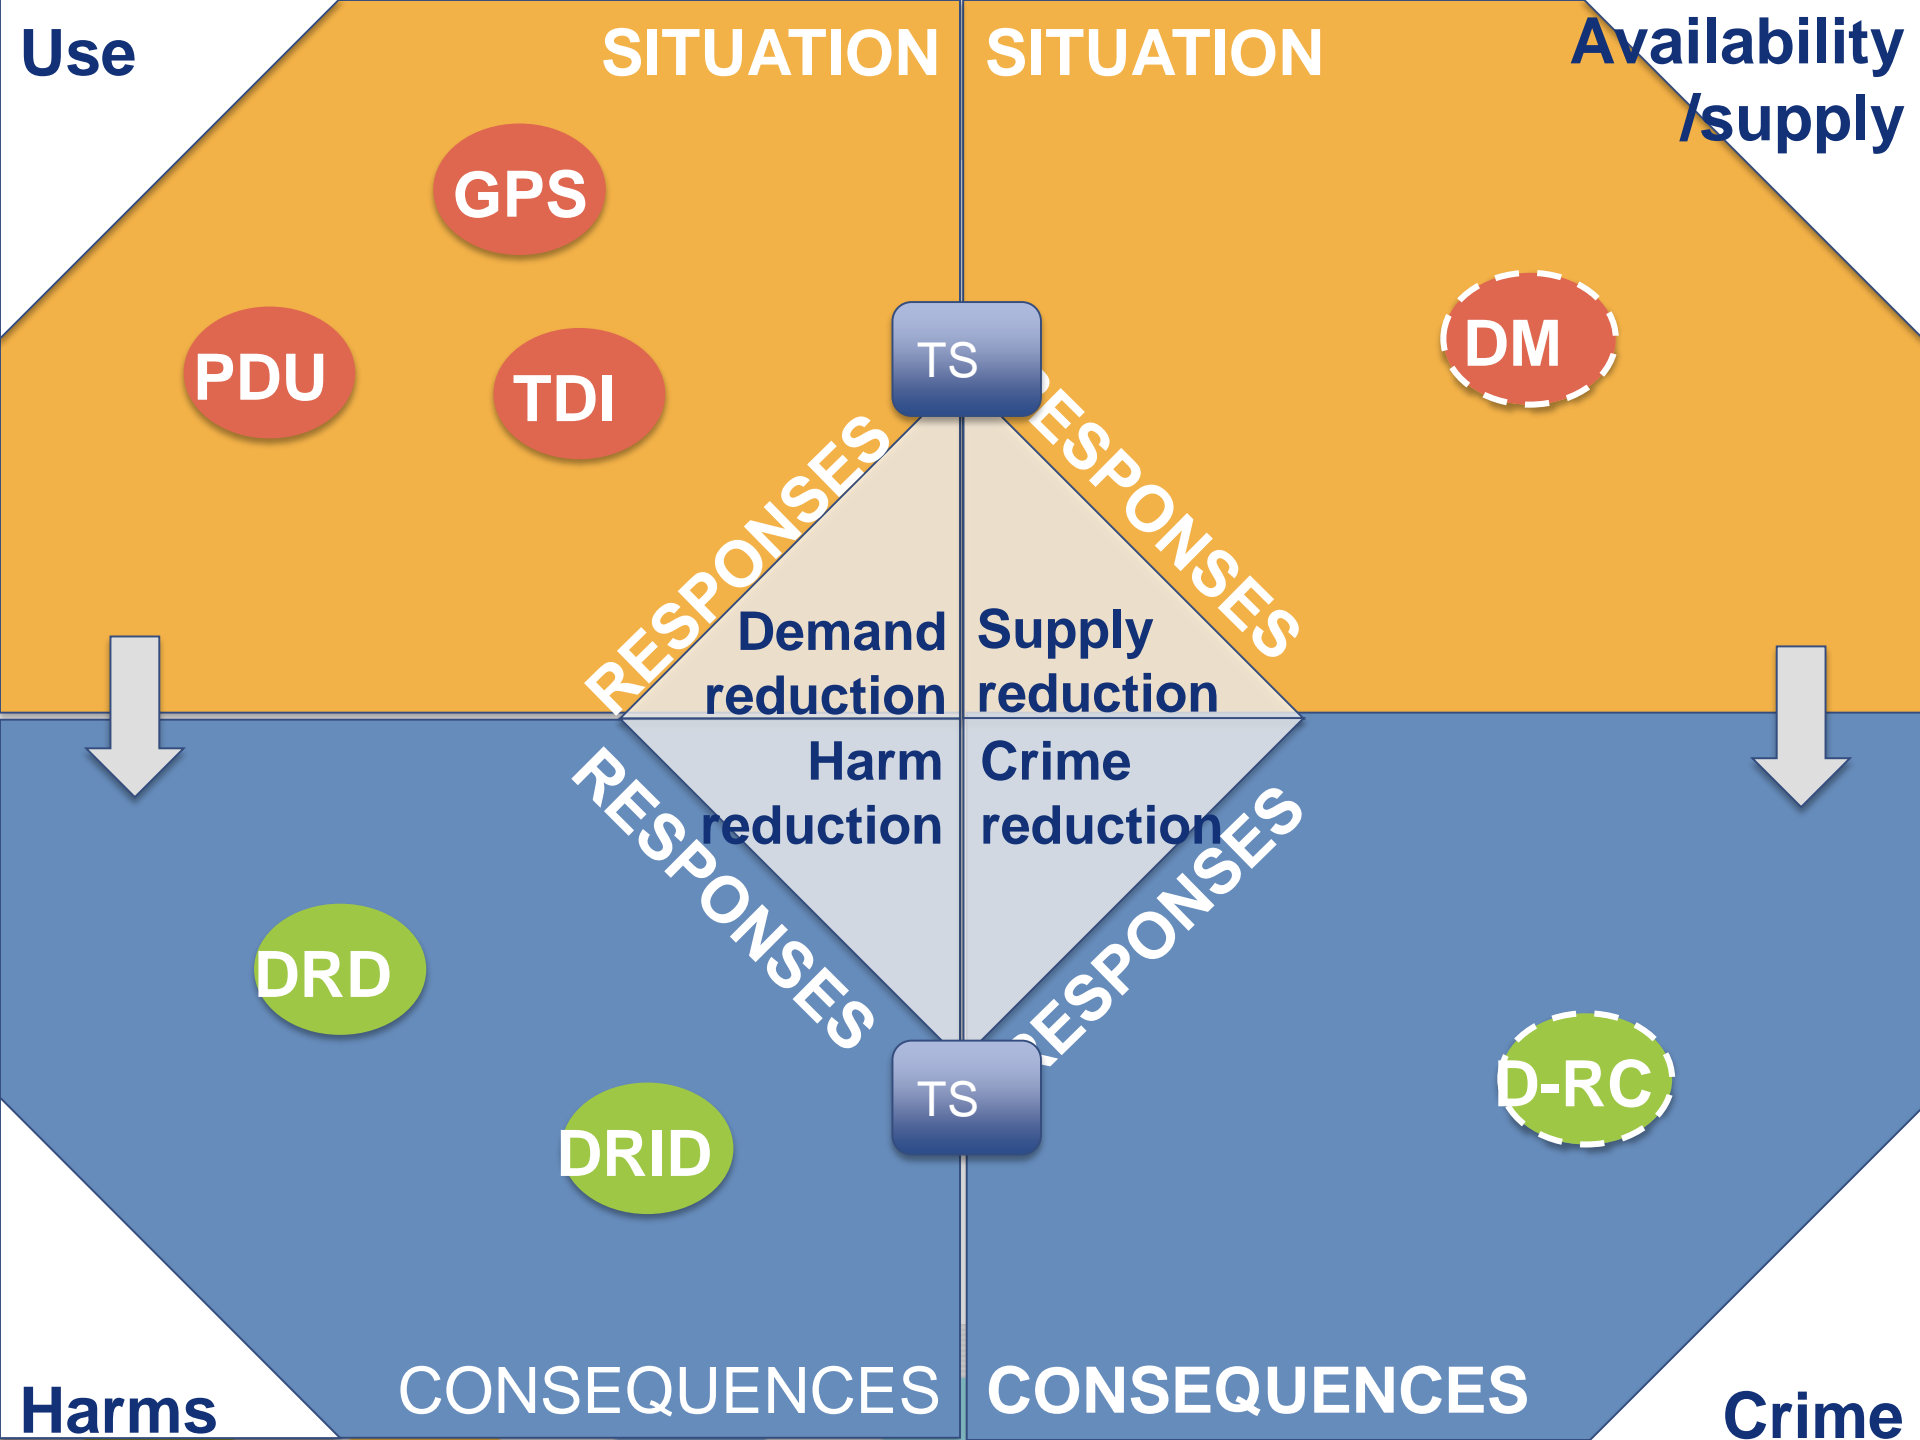 Use
SITUATION
SITUATION
Availability
/supply
GPS
PDU
TDI
DM
TS
RESPONSES
RESPONSES
Demand
reduction
Supply
reduction
Harm
reduction
Crime
reduction
RESPONSES
RESPONSES
DRD
DRID
D-RC
TS
CONSEQUENCES
CONSEQUENCES
Harms
Crime